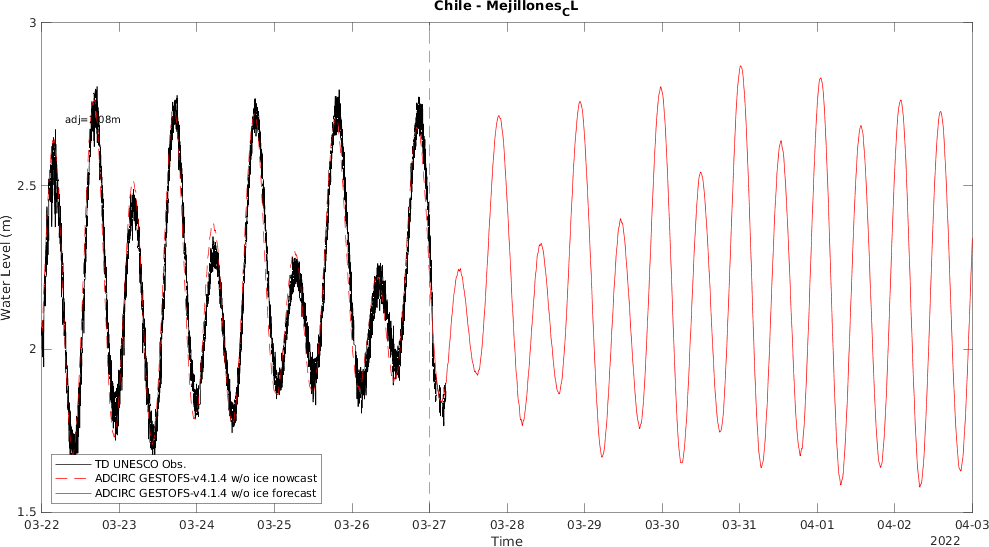 Chile - Mejillones_CL
3
2.5
2
1.5
Water Level (m)
TD UNESCO Obs.
ADCIRC GESTOFS-v4.1.4 w/o ice nowcast
ADCIRC GESTOFS-v4.1.4 w/o ice forecast
03-22 03-23 03-24 03-25 03-26 03-27 03-28 03-29 03-30 03-31 04-01 04-02 04-03
Time
2022